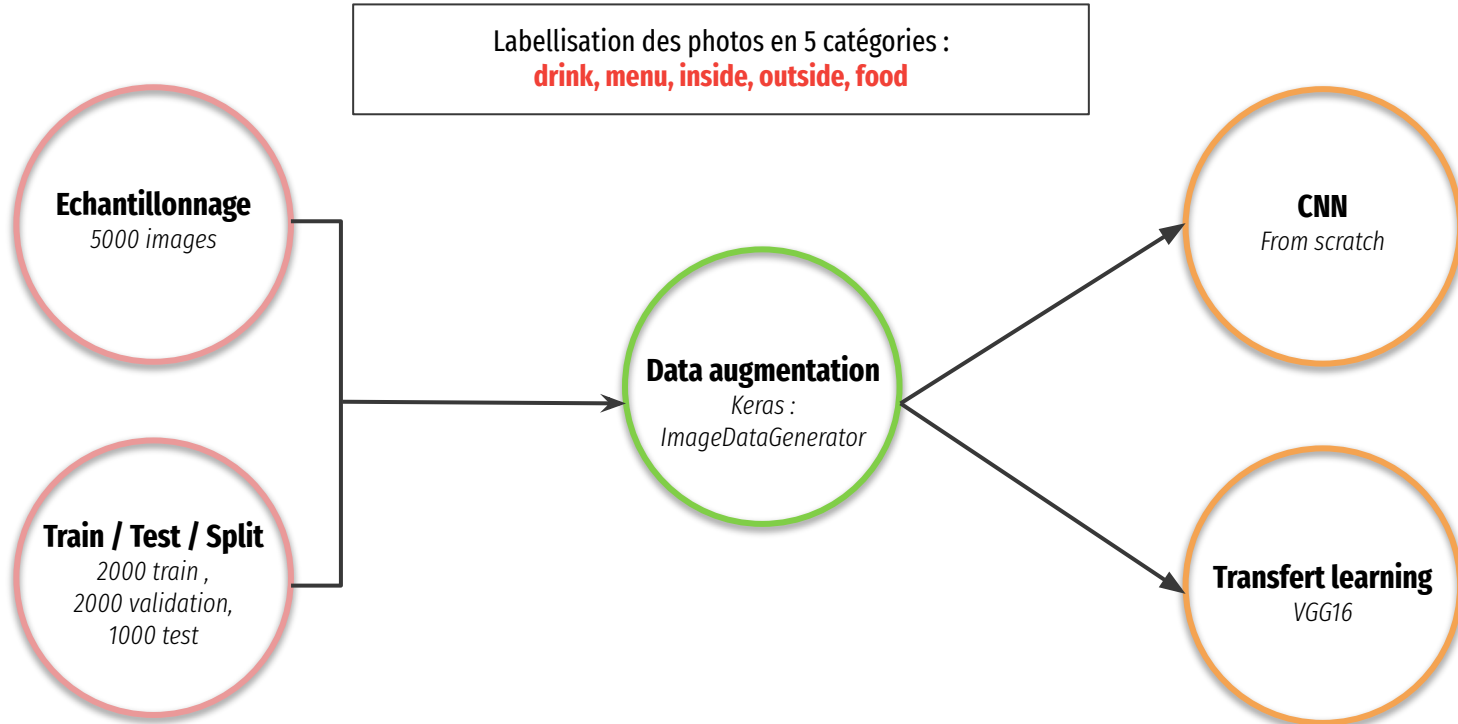 Labellisation des photos en 5 catégories :
drink, menu, inside, outside, food
Echantillonnage
5000 images
Train / Test / Split
2000 train ,
2000 validation,
1000 test
Data augmentation
Keras :
ImageDataGenerator
CNN
From scratch
Transfert learning
VGG16